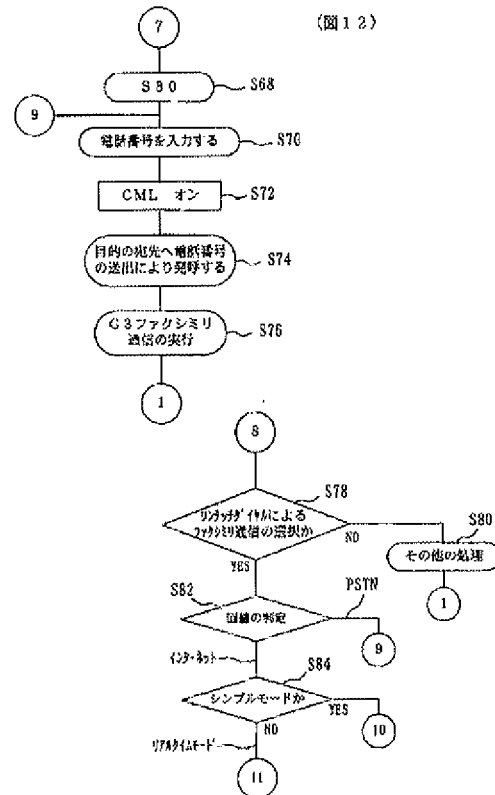 (図12)
7
S80
S68
9
電話番号を入力する
S70
CML オン
S72
目的の宛先へ電話番号
の送出により発呼する
S74
G3ファクシミリ
通信の実行
S76
1
8
S78
ワンタッチダイヤルによる
ファクシミリ通信の選択か
NO
S80
その他の処理
1
YES
S82
回線の判定
PSTN
9
インターネット
S84
シンプルモードか
YES
10
NO
リアルタイムモード
11